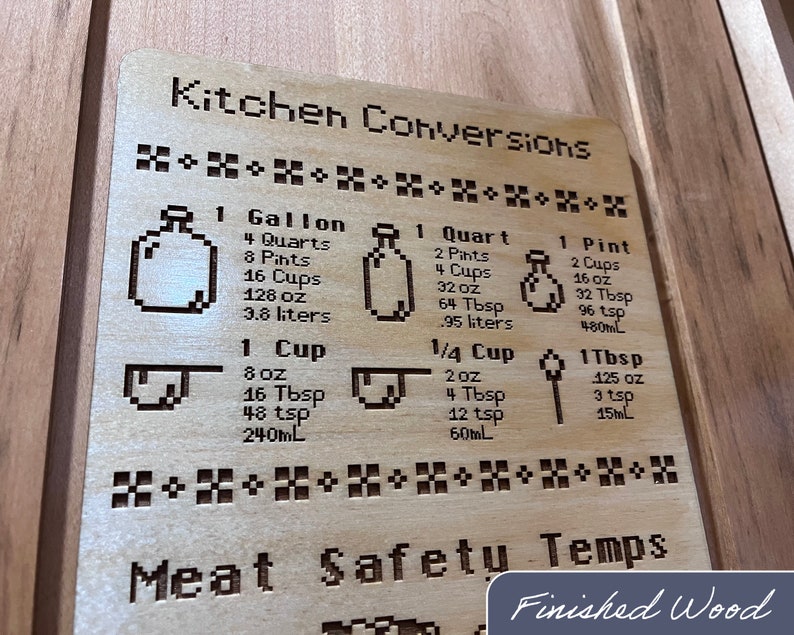 Kitchen Conversions
1 Gallon
4 Quarts
8 Pints
16 Cups
128 oz
3.8 liters
1 Quart
2 Pints
4 Cups
32 oz
64 Tbsp
.95 liters
1 Pint
2 Cups
16 oz
32 Tbsp
96 tsp
480mL
1 Cup
8 oz
16 Tbsp
48 tsp
240mL
1/4 Cup
2 oz
4 Tbsp
12 tsp
60mL
1Tbsp
.125 oz
3 tsp
15mL
Meat Safety Temps
Finished Wood